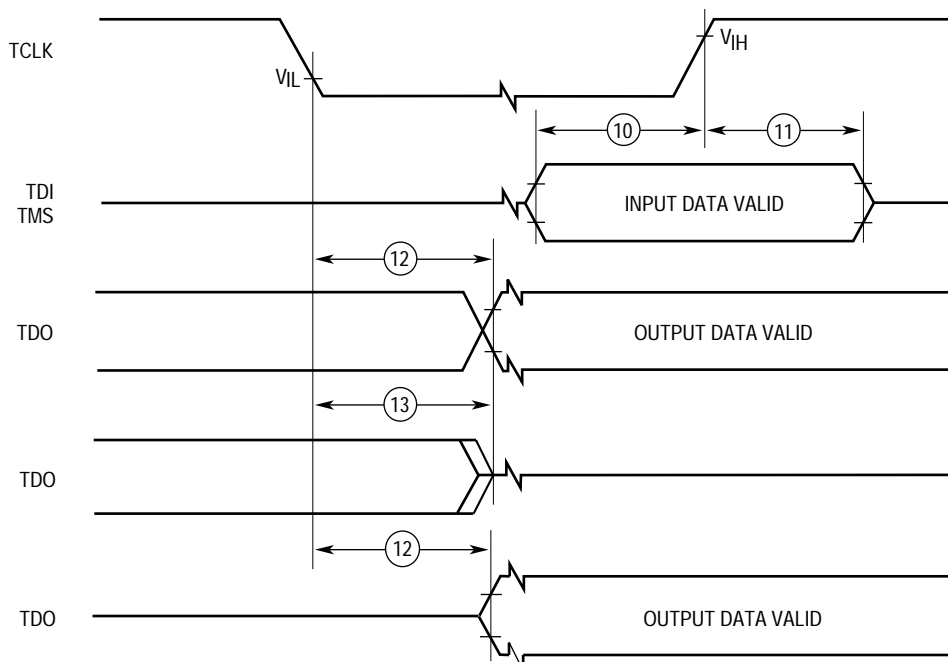 TCLK
VIL
VIH
10
11
TDI
TMS
INPUT DATA VALID
12
TDO
OUTPUT DATA VALID
13
TDO
12
TDO
OUTPUT DATA VALID